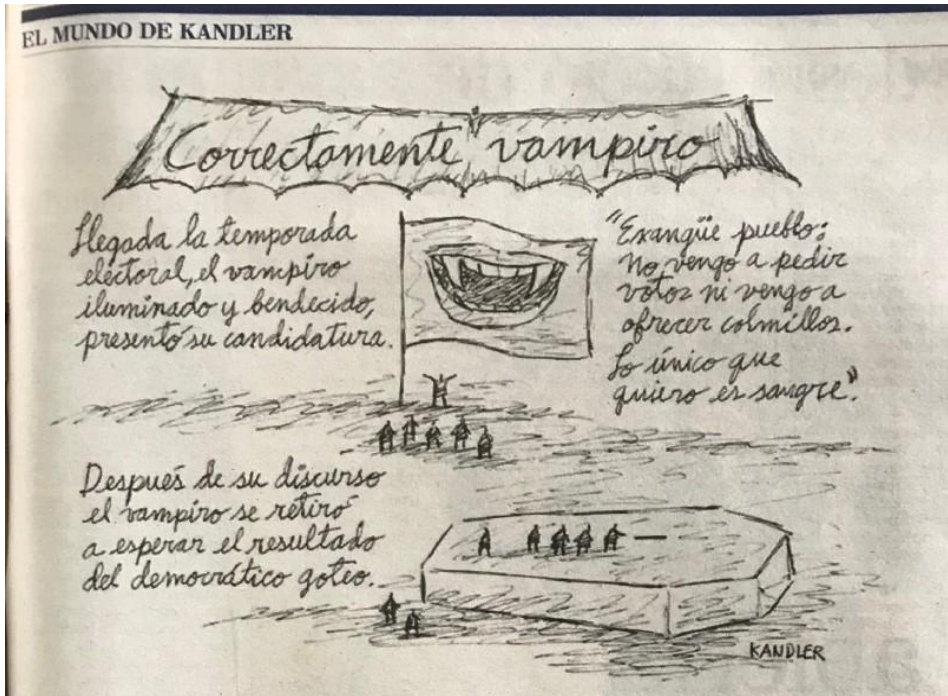 EL MUNDO DE KANDLER
Correctamente vampiro
Llegada la temporada
electoral, el vampiro
iluminado y bendecido,
presentó su candidatura.
"Exangüe pueblo:
No vengo a pedir
votos ni vengo a
ofrecer colmillos.
Lo único que
quiero es sangre".
Después de su discurso
el vampiro se retiró
a esperar el resultado
del democrático goteo.
KANDLER